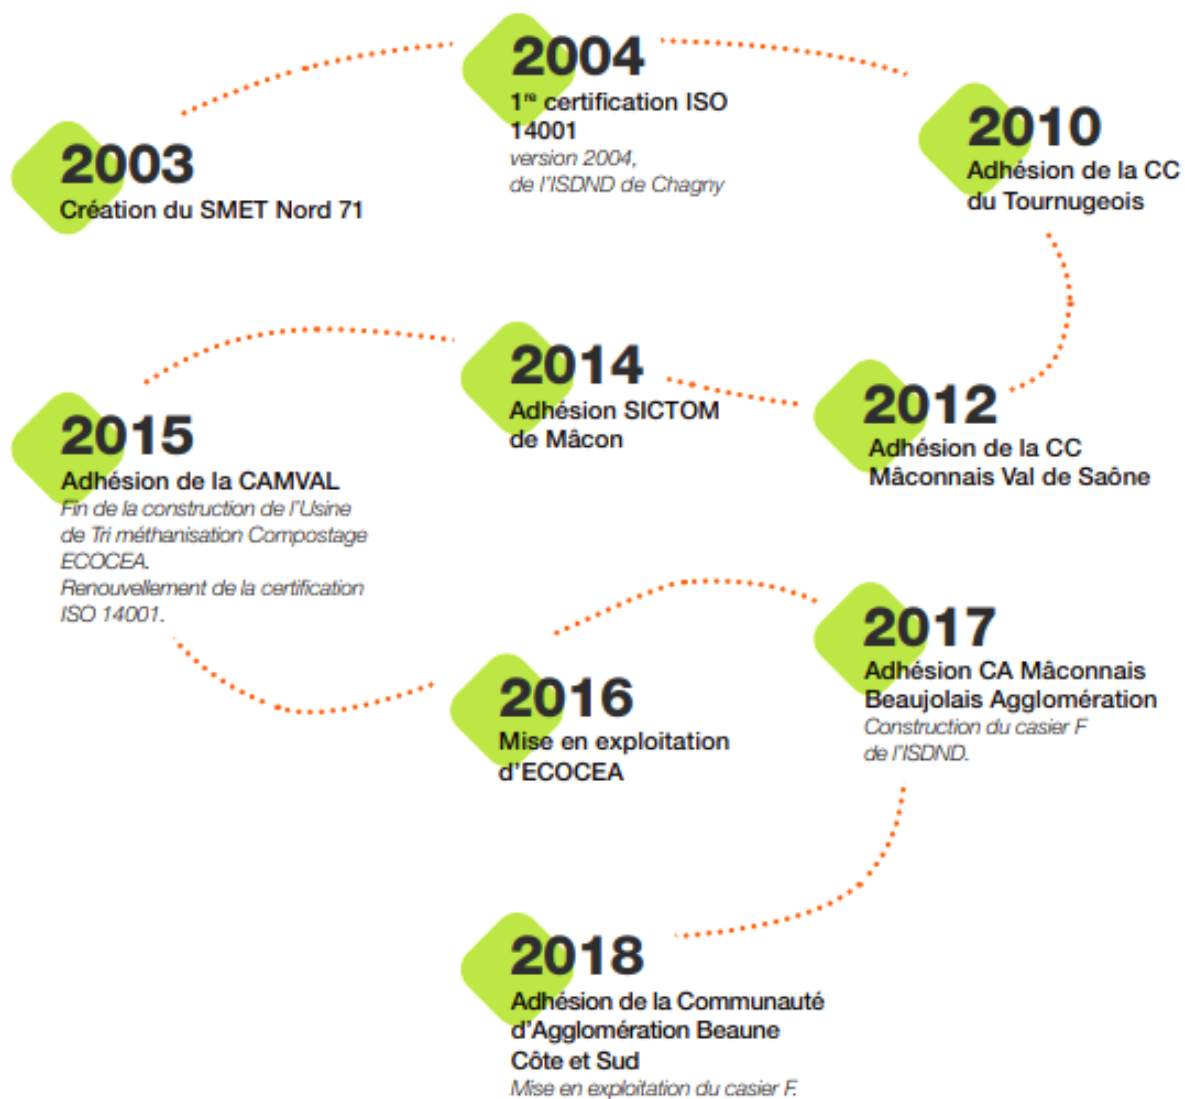 2003
Création du SMET Nord 71
2004
1re certification ISO
14001
version 2004,
de l'ISDND de Chagny
2010
Adhésion de la CC
du Tournugeois
2012
Adhésion de la CC
Mâconnais Val de Saône
2014
Adhésion SICTOM
de Mâcon
2015
Adhésion de la CAMVAL
Fin de la construction de l'Usine
de Tri méthanisation Compostage
ECOCEA.
Renouvellement de la certification
ISO 14001.
2016
Mise en exploitation
d'ECOCEA
2017
Adhésion CA Mâconnais
Beaujolais Agglomération
Construction du casier F
de l'ISDND.
2018
Adhésion de la Communauté
d'Agglomération Beaune
Côte et Sud
Mise en exploitation du casier F.